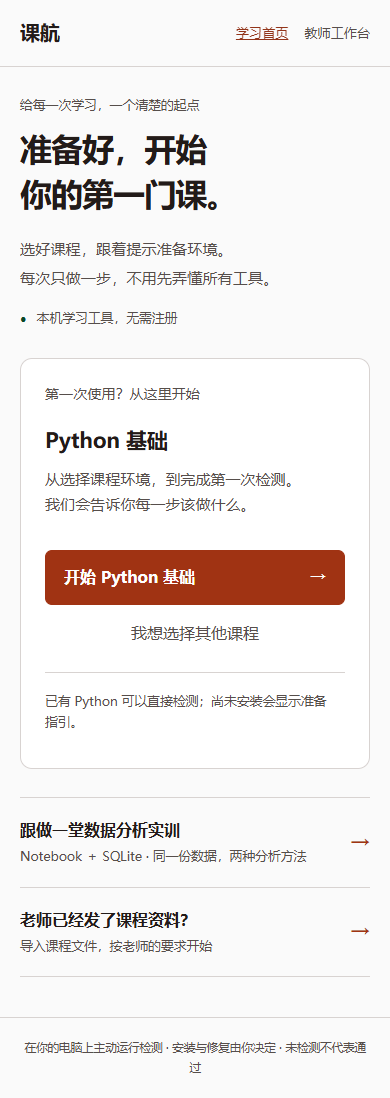 课航
学习首页 教师工作台
给每一次学习，一个清楚的起点
准备好，开始
你的第一门课。
选好课程，跟着提示准备环境。
每次只做一步，不用先弄懂所有工具。
• 本机学习工具，无需注册
第一次使用？从这里开始
Python 基础
从选择课程环境，到完成第一次检测。
我们会告诉你每一步该做什么。
开始 Python 基础 →
我想选择其他课程
已有 Python 可以直接检测；尚未安装会显示准备
指引。
跟做一堂数据分析实训 →
Notebook + SQLite · 同一份数据，两种分析方法
老师已经发了课程资料？ →
导入课程文件，按老师的要求开始
在你的电脑上主动运行检测 · 安装与修复由你决定 · 未检测不代表通
过